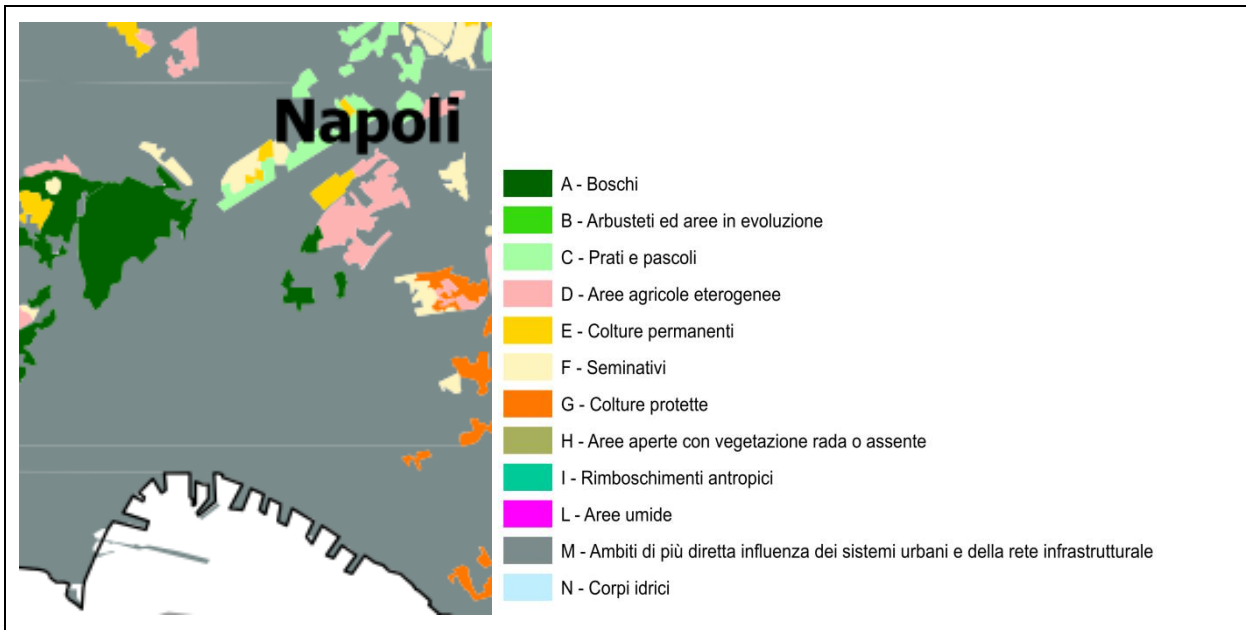 Napoli
A - Boschi
B - Arbusteti ed aree in evoluzione
C - Prati e pascoli
D - Aree agricole eterogenee
E - Colture permanenti
F - Seminativi
G - Colture protette
H - Aree aperte con vegetazione rada o assente
I - Rimboschimenti antropici
L - Aree umide
M - Ambiti di più diretta influenza dei sistemi urbani e della rete infrastrutturale
N - Corpi idrici